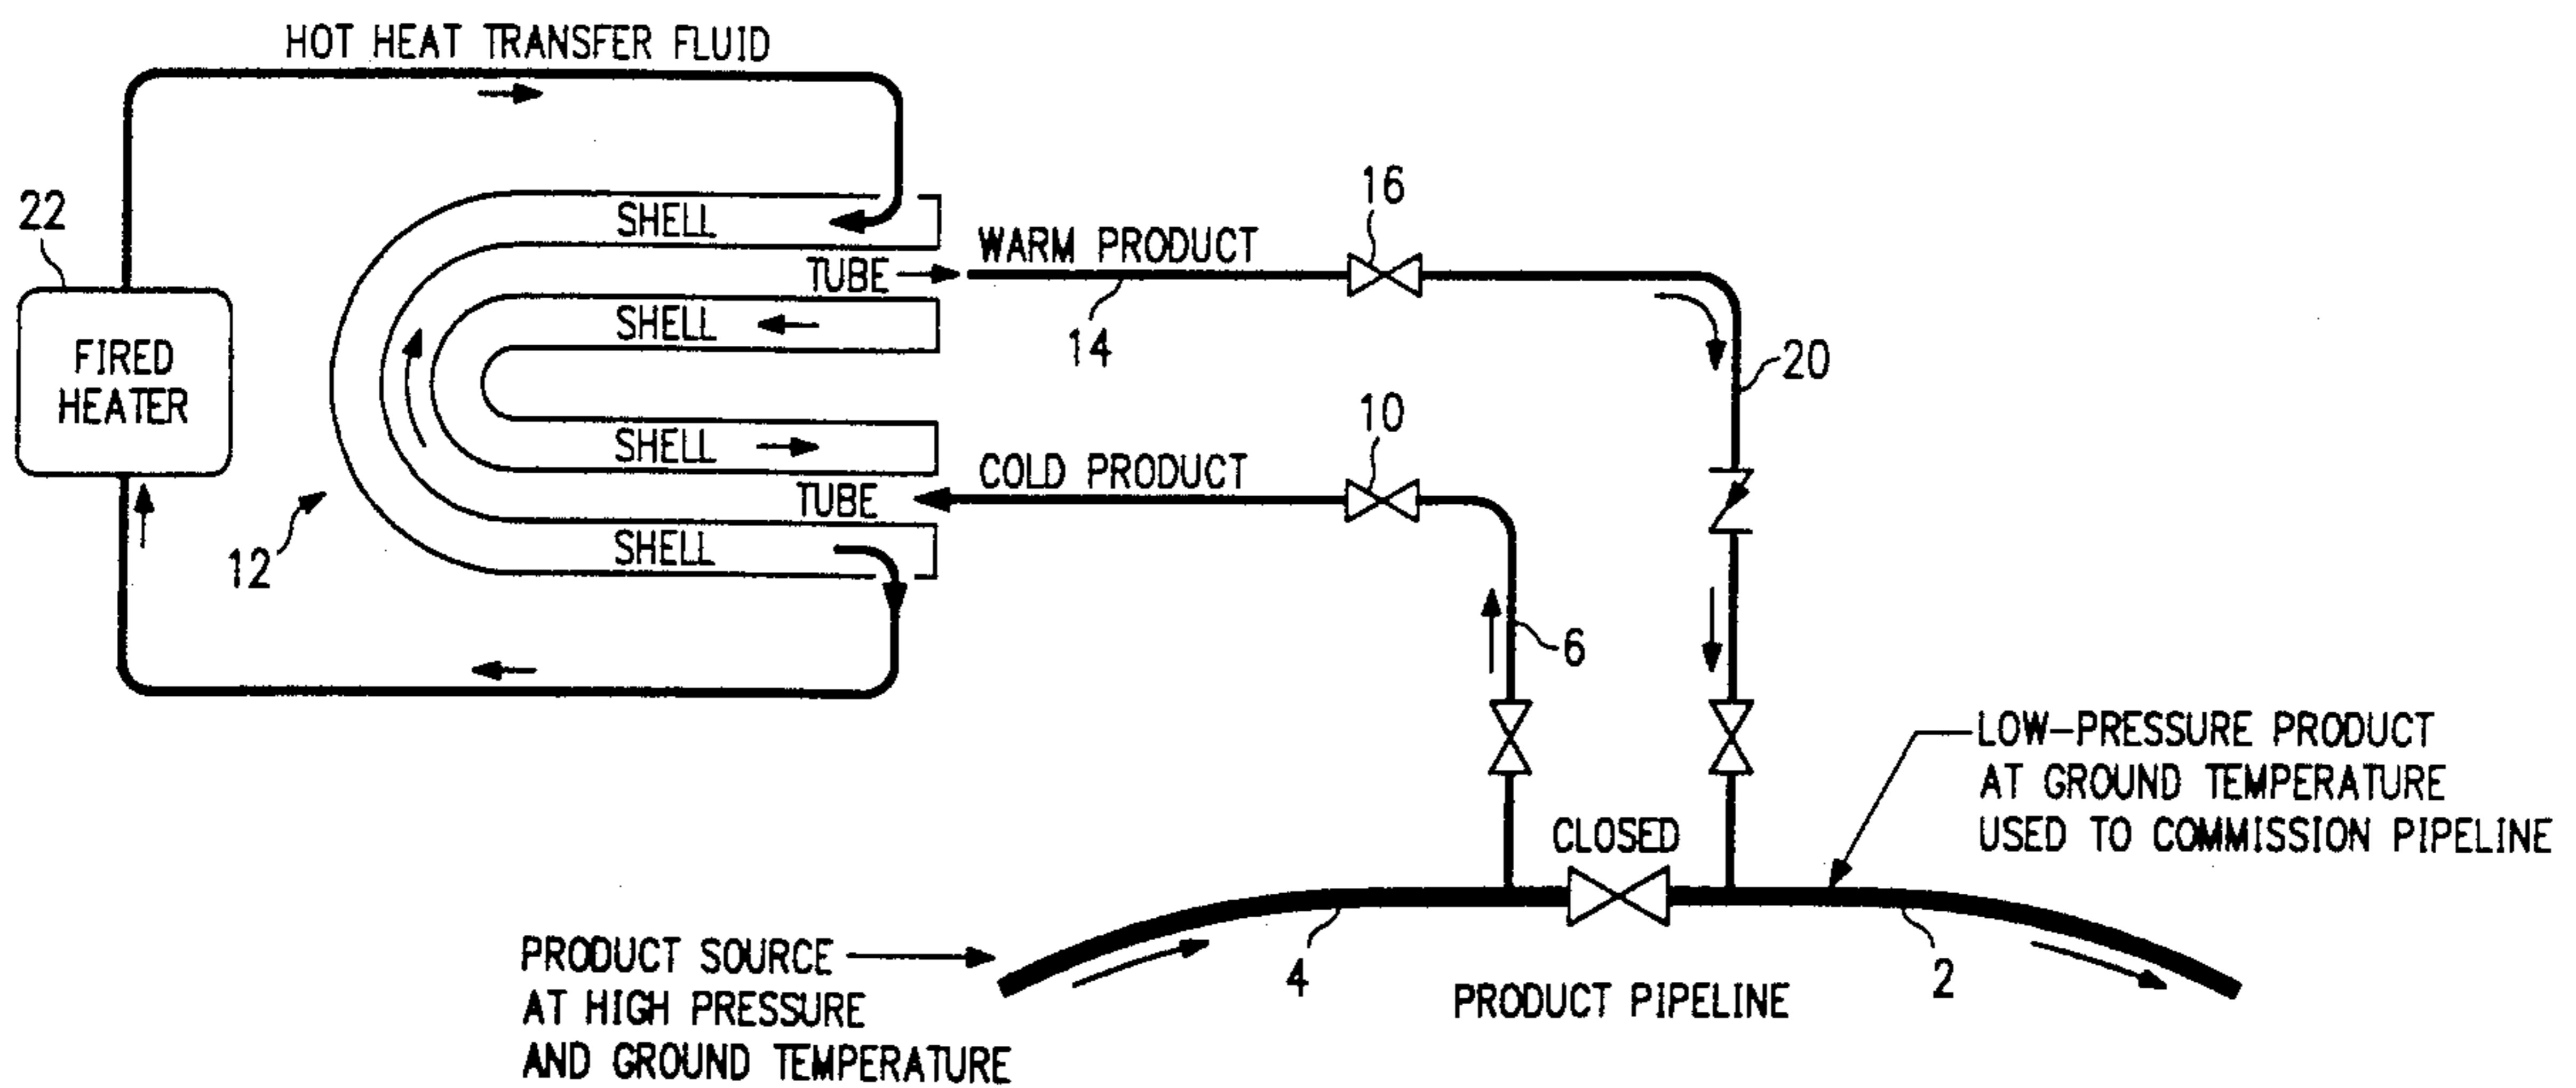 HOT HEAT TRANSFER FLUID
22
FIRED
HEATER
12
SHELL
TUBE
SHELL
SHELL
TUBE
SHELL
WARM PRODUCT
14
16
20
COLD PRODUCT
10
6
LOW-PRESSURE PRODUCT
AT GROUND TEMPERATURE
USED TO COMMISSION PIPELINE
CLOSED
PRODUCT SOURCE
AT HIGH PRESSURE
AND GROUND TEMPERATURE
4
PRODUCT PIPELINE
2